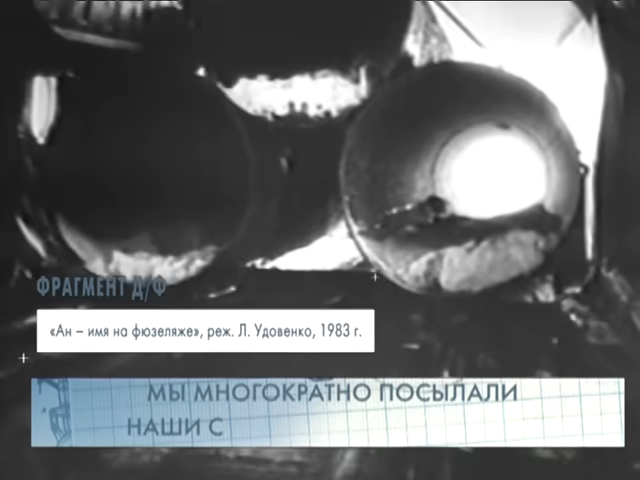 ФРАГМЕНТ Д/Ф
«Ан – имя на фюзеляже», реж. Л. Удовенко, 1983 г.
МЫ МНОГОКРАТНО ПОСЫЛАЛИ
НАШИ С